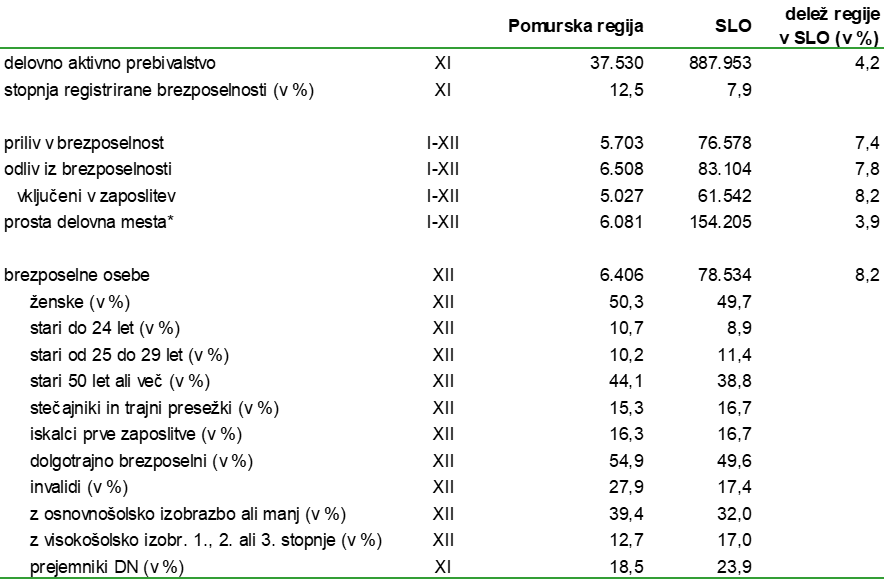 Pomurska regija SLO delež regije v SLO (v %)
delovno aktivno prebivalstvo XI 37.530 887.953 4,2
stopnja registrirane brezposelnosti (v %) XI 12,5 7,9
priliv v brezposelnost I-XII 5.703 76.578 7,4
odliv iz brezposelnosti I-XII 6.508 83.104 7,8
vključeni v zaposlitev I-XII 5.027 61.542 8,2
prosta delovna mesta* I-XII 6.081 154.205 3,9
brezposelne osebe XII 6.406 78.534 8,2
ženske (v %) XII 50,3 49,7
stari do 24 let (v %) XII 10,7 8,9
stari od 25 do 29 let (v %) XII 10,2 11,4
stari 50 let ali več (v %) XII 44,1 38,8
stečajniki in trajni presežki (v %) XII 15,3 16,7
iskalci prve zaposlitve (v %) XII 16,3 16,7
dolgotrajno brezposelni (v %) XII 54,9 49,6
invalidi (v %) XII 27,9 17,4
z osnovnošolsko izobrazbo ali manj (v %) XII 39,4 32,0
z visokošolsko izobr. 1., 2. ali 3. stopnje (v %) XII 12,7 17,0
prejemniki DN (v %) XI 18,5 23,9